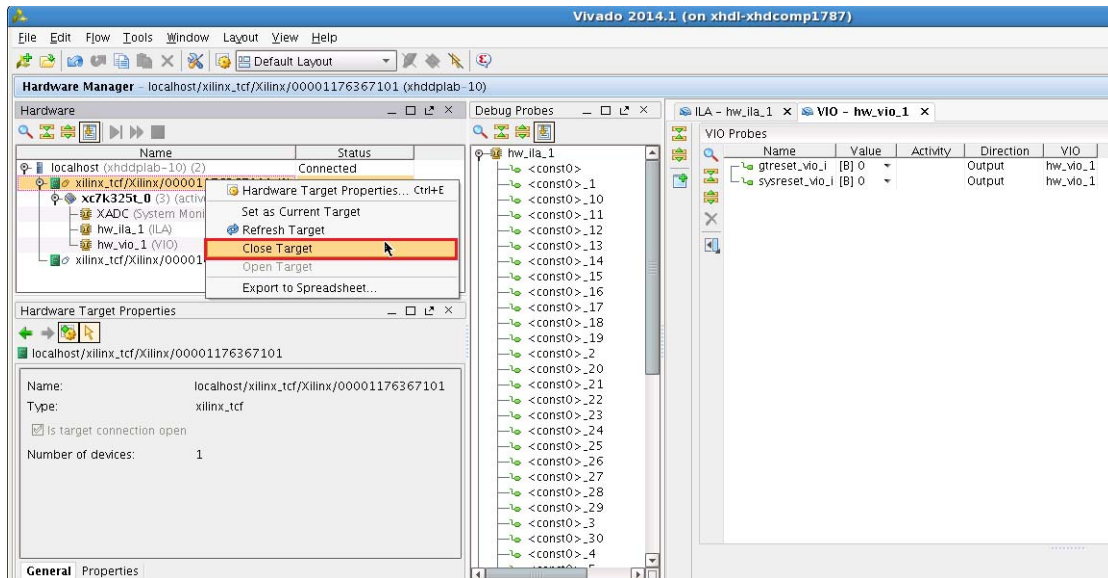 Vivado 2014.1 (on xhdl-xhdcomp1787)
File Edit Flow Tools Window Layout View Help
Default Layout
Hardware Manager - localhost/xilinx_tcf/Xilinx/00001176367101 (xhddplab-10)
Hardware
Name Status
localhost (xhddplab-10) (2) Connected
xilinx_tcf/Xilinx/00001
xc7k325t_0 (3) (activ
XADC (System Moni
hw_ila_1 (ILA)
hw_vio_1 (VIO)
xilinx_tcf/Xilinx/00001
Hardware Target Properties... Ctrl+E
Set as Current Target
Refresh Target
Close Target
Open Target
Export to Spreadsheet...
Hardware Target Properties
localhost/xilinx_tcf/Xilinx/00001176367101
Name: localhost/xilinx_tcf/Xilinx/00001176367101
Type: xilinx_tcf
Is target connection open
Number of devices: 1
General Properties
Debug Probes
hw_ila_1
<const0>
<const0>_1
<const0>_10
<const0>_11
<const0>_12
<const0>_13
<const0>_14
<const0>_15
<const0>_16
<const0>_17
<const0>_18
<const0>_19
<const0>_2
<const0>_20
<const0>_21
<const0>_22
<const0>_23
<const0>_24
<const0>_25
<const0>_26
<const0>_27
<const0>_28
<const0>_29
<const0>_3
<const0>_30
<const0>_4
ILA - hw_ila_1 VIO - hw_vio_1
VIO Probes
Name Value Activity Direction VIO
gtreset_vio_i [B] 0 Output hw_vio_1
sysreset_vio_i [B] 0 Output hw_vio_1